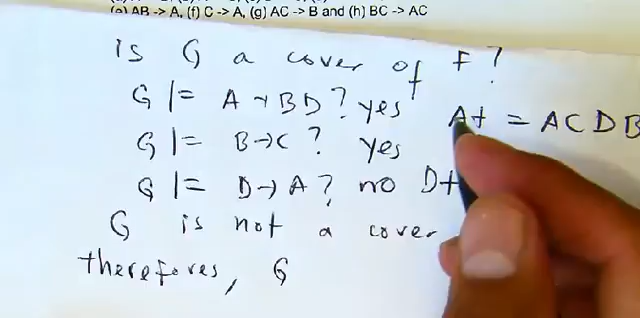 (e) AB -> A, (f) C -> A, (g) AC -> B and (h) BC -> AC
is G a cover of F?
G |= A → BD? yes A+ = ACDB
G |= B→C? yes
G |= D→A? no D+
G is not a cover
therefores, G